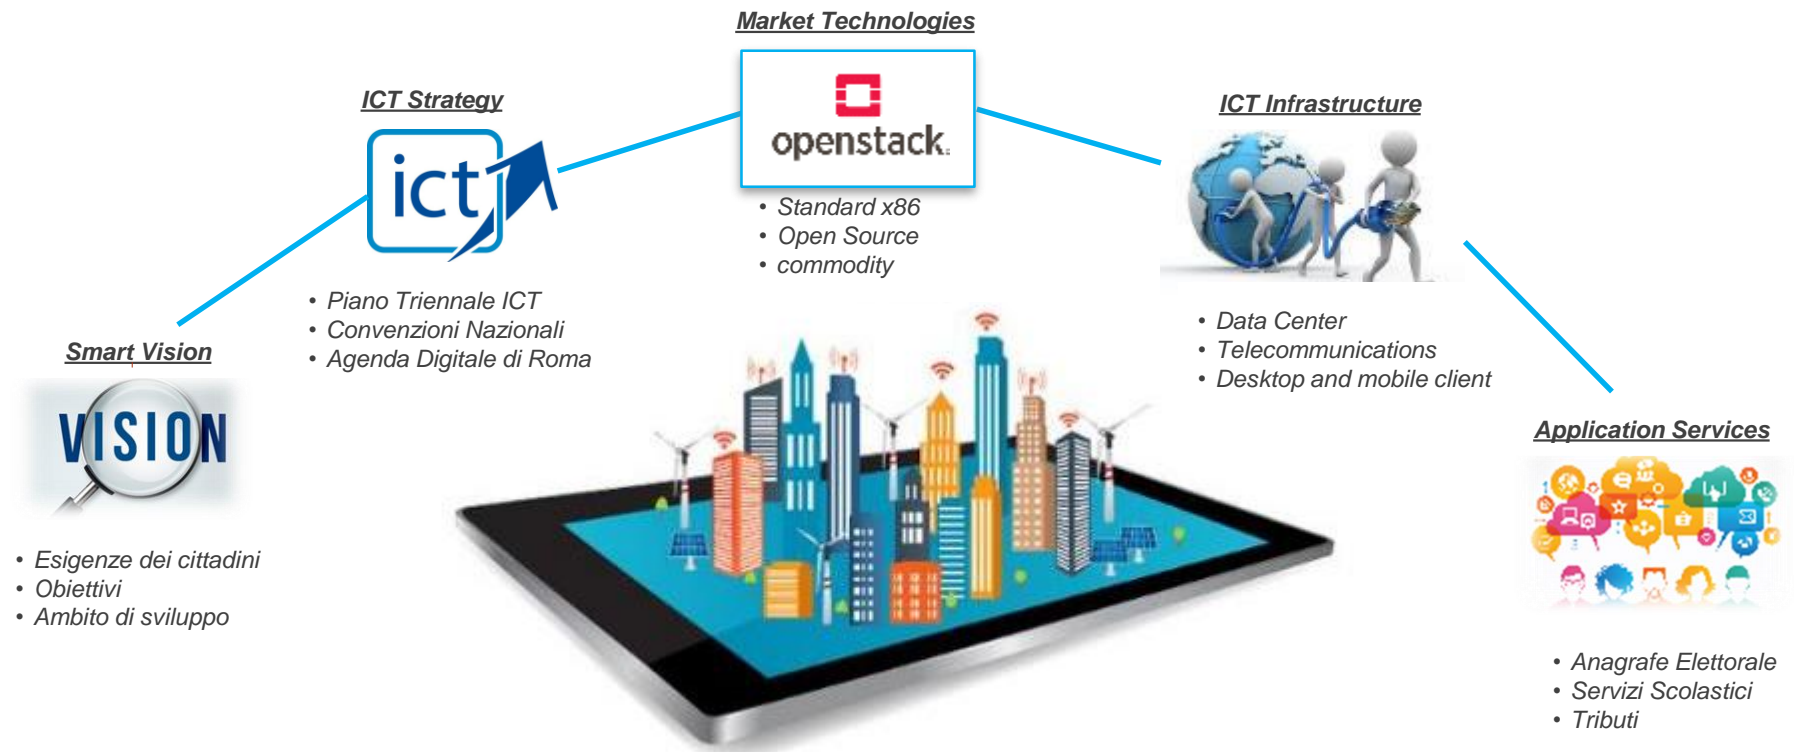 Market Technologies
openstack.
• Standard x86
• Open Source
• commodity
ICT Strategy
ict
• Piano Triennale ICT
• Convenzioni Nazionali
• Agenda Digitale di Roma
ICT Infrastructure
• Data Center
• Telecommunications
• Desktop and mobile client
Smart Vision
VISION
• Esigenze dei cittadini
• Obiettivi
• Ambito di sviluppo
Application Services
• Anagrafe Elettorale
• Servizi Scolastici
• Tributi